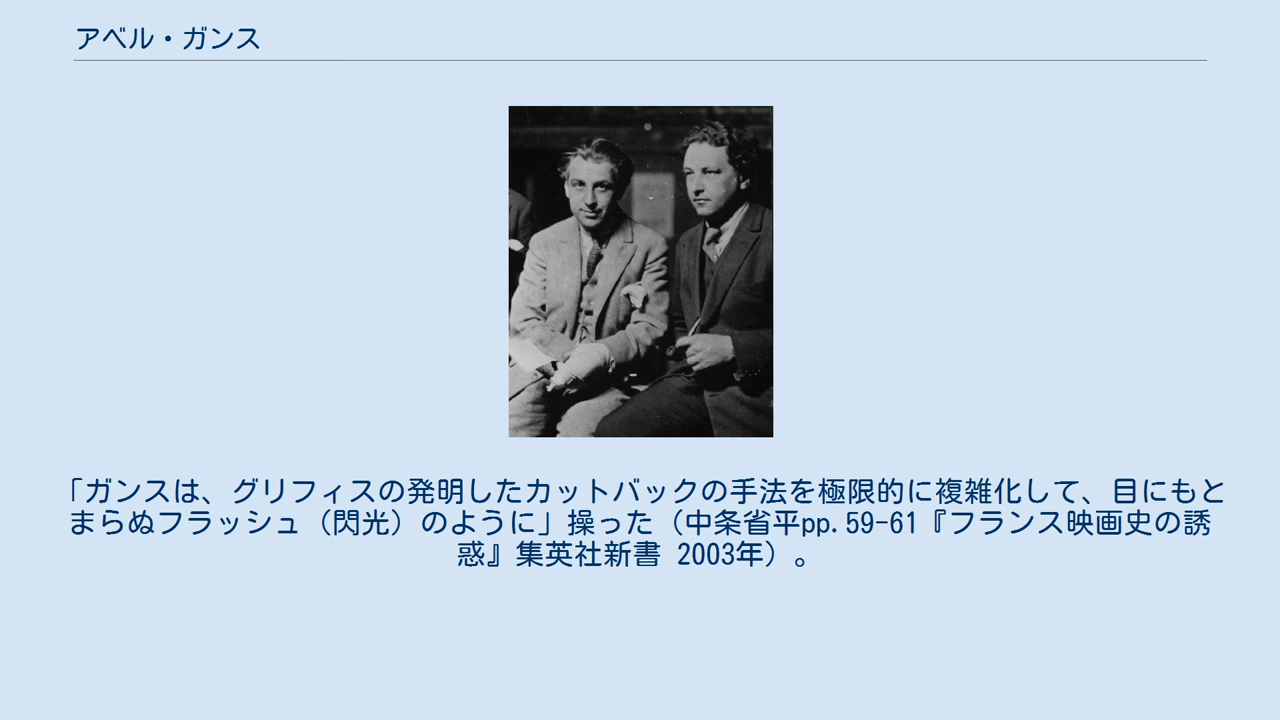 アベル・ガンス
「ガンスは、グリフィスの発明したカットバックの手法を極限的に複雑化して、目にもと
まらぬフラッシュ（閃光）のように」操った（中条省平pp.59-61『フランス映画史の誘
惑』集英社新書 2003年）。